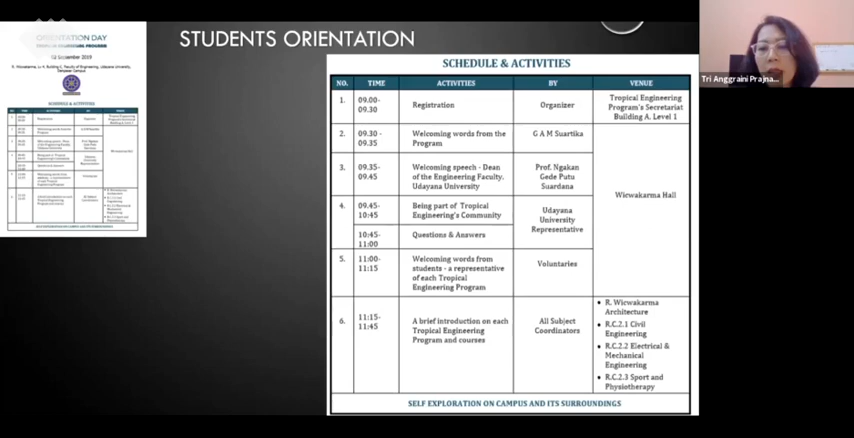 ORIENTATION DAY
12 September 2019
SCHEDULE & ACTIVITIES
STUDENTS ORIENTATION
SCHEDULE & ACTIVITIES
NO. TIME ACTIVITIES BY VENUE
1. 09.00-
09.30
Registration
Organizer
Tropical Engineering
Program's Secretariat
Building A, Level 1
2. 09.30 -
09.35
Welcoming words from the
Program
G A M Suartika
3. 09.35-
09.45
Welcoming speech - Dean
of the Engineering Faculty,
Udayana University
Prof. Ngakan
Gede Putu
Suardana
Wicwakarma Hall
4. 09.45-
10:45
Being part of Tropical
Engineering's Community
Udayana
University
Representative
10:45-
11:00
Questions & Answers
5. 11:00-
11:15
Welcoming words from
students - a representative
of each Tropical
Engineering Program
Voluntaries
6. 11:15-
11:45
A brief introduction on each
Tropical Engineering
Program and courses
All Subject
Coordinators
• R. Wicwakarma
Architecture
• R.C.2.1 Civil
Engineering
• R.C.2.2 Electrical &
Mechanical
Engineering
• R.C.2.3 Sport and
Physiotherapy
SELF EXPLORATION ON CAMPUS AND ITS SURROUNDINGS
Tri Anggraini Prajna...